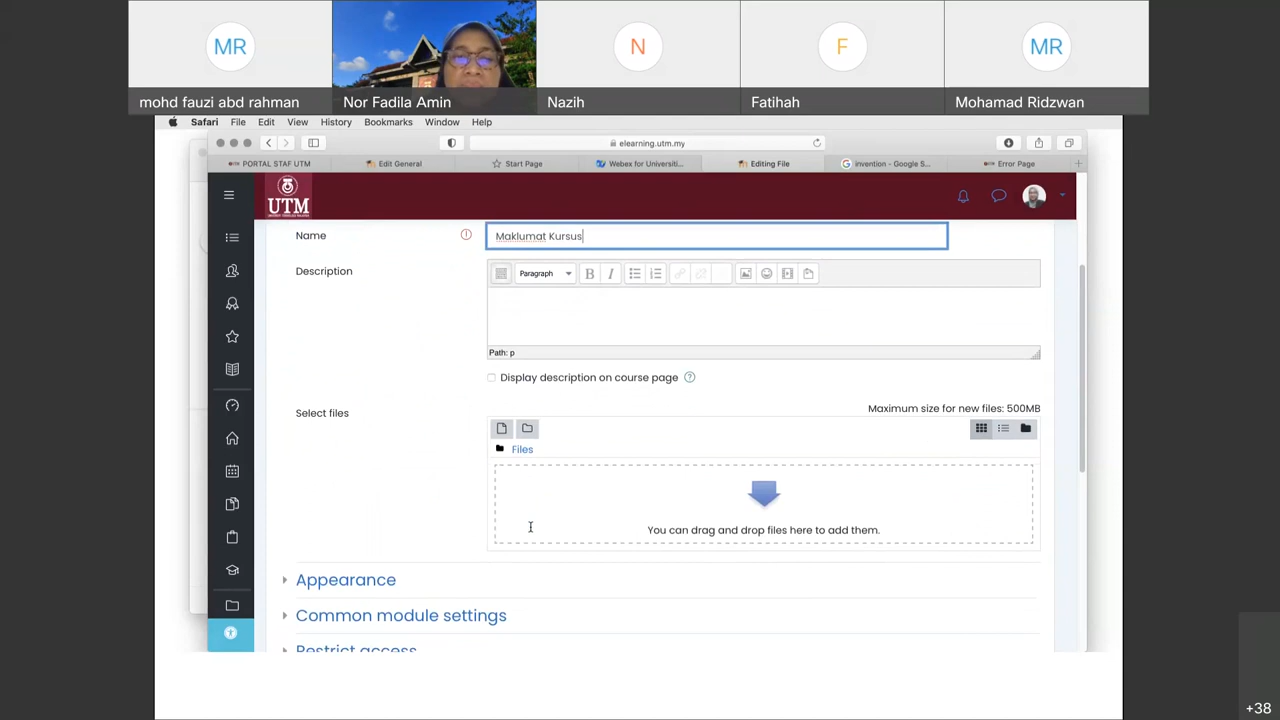 MR
N
F
MR
mohd fauzi abd rahman
Nor Fadila Amin
Nazih
Fatihah
Mohamad Ridzwan
Safari File Edit View History Bookmarks Window Help
elearning.utm.my
PORTAL STAF UTM
Edit General
Start Page
Webex for Universiti...
Editing File
invention - Google S...
Error Page
UTM
Name
Maklumat Kursus
Description
Paragraph
B I
Path: p
Display description on course page
Select files
Maximum size for new files: 500MB
Files
You can drag and drop files here to add them.
Appearance
Common module settings
Restrict access
+38